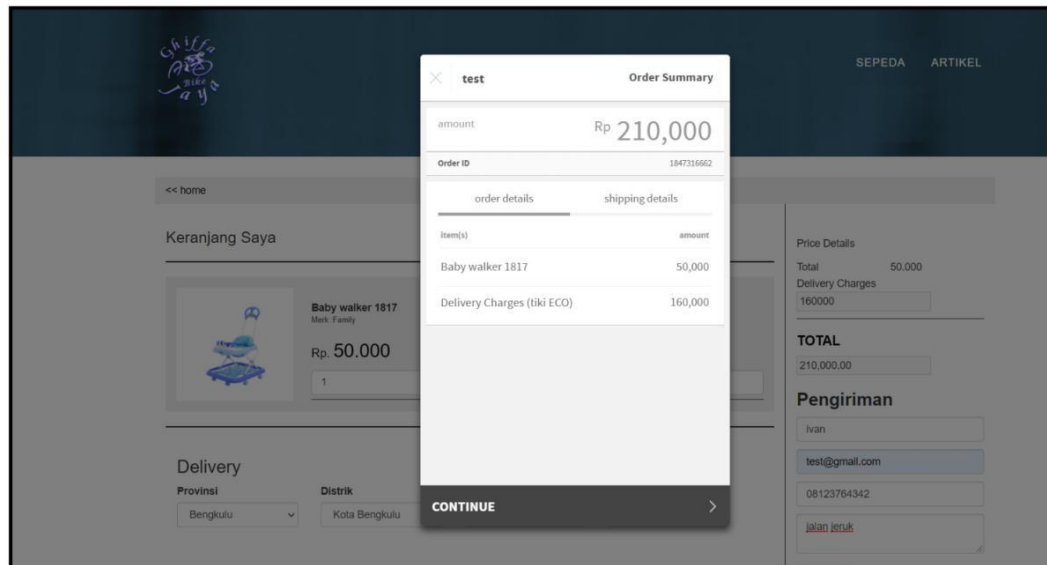 Ghiffa
Bike
Jaya
SEPEDA ARTIKEL
test Order Summary
amount Rp 210,000
Order ID 1847316662
order details shipping details
item(s) amount
Baby walker 1817 50,000
Delivery Charges (tiki ECO) 160,000
CONTINUE
<< home
Keranjang Saya
Baby walker 1817
Merk Family
Rp. 50.000
1
Delivery
Provinsi Distrik
Bengkulu Kota Bengkulu
Price Details
Total 50.000
Delivery Charges
160000
TOTAL
210,000.00
Pengiriman
ivan
test@gmail.com
08123764342
jalan jeruk